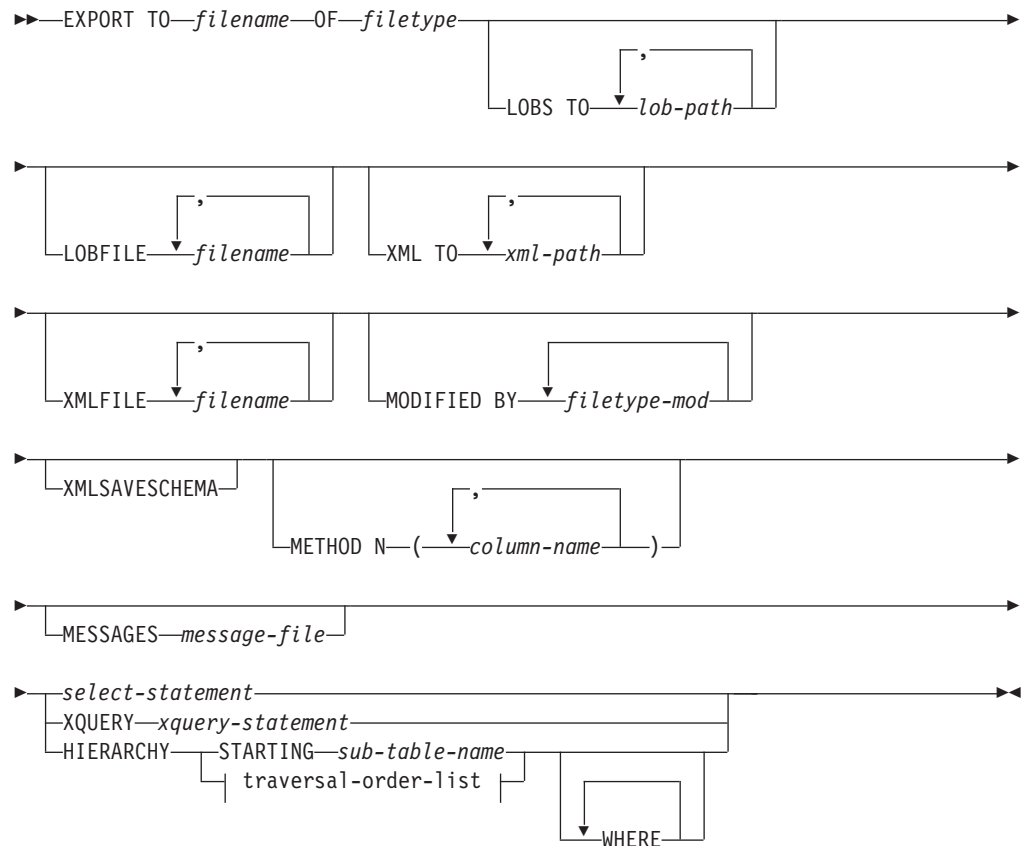 EXPORT TO filename OF filetype
,
LOBS TO lob-path
, ,
LOBFILE filename XML TO xml-path
,
XMLFILE filename MODIFIED BY filetype-mod
XMLSAVESCHEMA
,
METHOD N ( column-name )
MESSAGES message-file
select-statement
XQUERY xquery-statement
HIERARCHY STARTING sub-table-name
traversal-order-list
WHERE